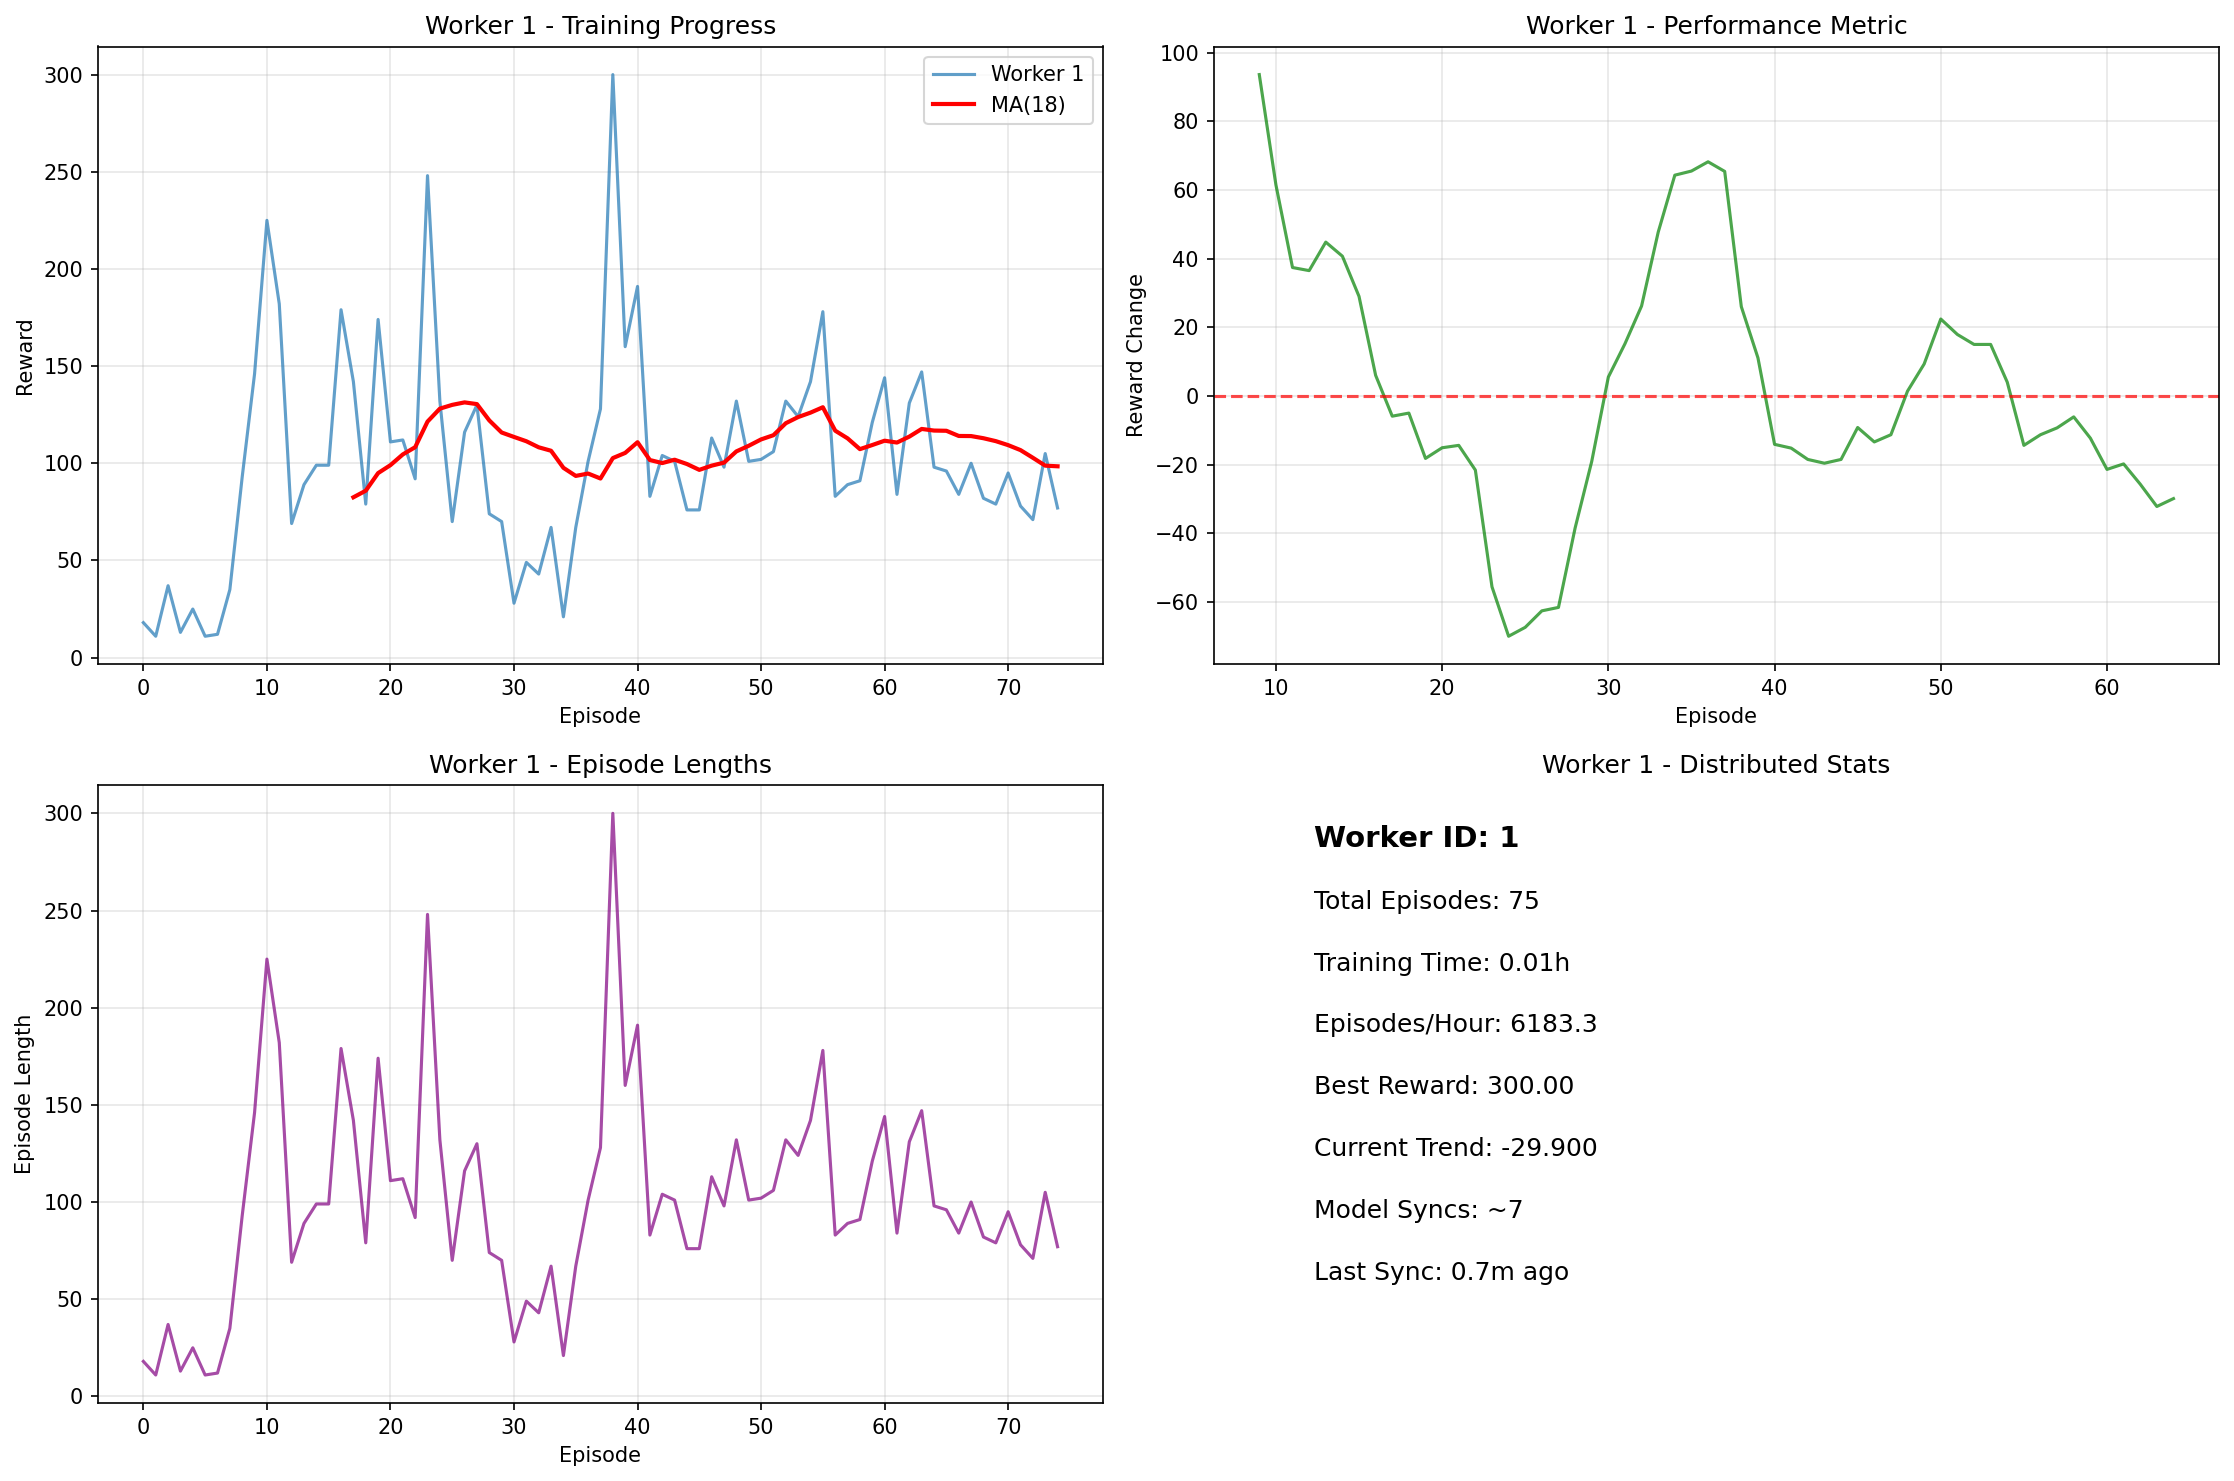 Worker 1 - Training Progress
Worker 1
MA(18)
Reward
300
250
200
150
100
50
0
0 10 20 30 40 50 60 70
Episode
Worker 1 - Performance Metric
Reward Change
100
80
60
40
20
0
−20
−40
−60
10 20 30 40 50 60
Episode
Worker 1 - Episode Lengths
Episode Length
300
250
200
150
100
50
0
0 10 20 30 40 50 60 70
Episode
Worker 1 - Distributed Stats
Worker ID: 1
Total Episodes: 75
Training Time: 0.01h
Episodes/Hour: 6183.3
Best Reward: 300.00
Current Trend: -29.900
Model Syncs: ~7
Last Sync: 0.7m ago